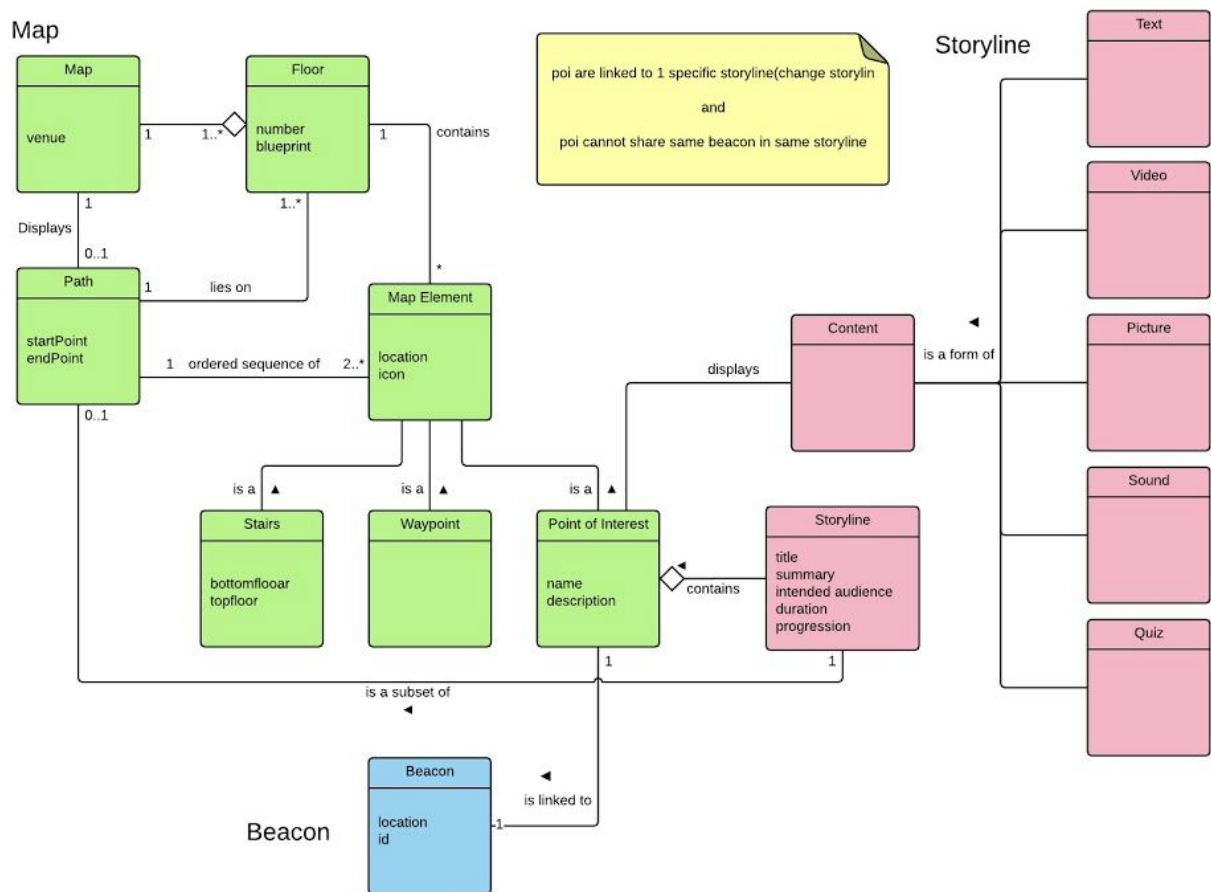 Map
Storyline
Map
venue
1
1..*
Floor
number
blueprint
1
contains
*
1..*
1
Displays
0..1
poi are linked to 1 specific storyline(change storylin
and
poi cannot share same beacon in same storyline
Path
startPoint
endPoint
1
lies on
1
ordered sequence of
2..*
0..1
Map Element
location
icon
displays
Content
is a form of
Text
Video
Picture
Sound
Quiz
is a
is a
is a
Stairs
bottomflooar
topfloor
Waypoint
Point of Interest
name
description
contains
Storyline
title
summary
intended audience
duration
progression
1
1
is a subset of
Beacon
location
id
1
is linked to
Beacon